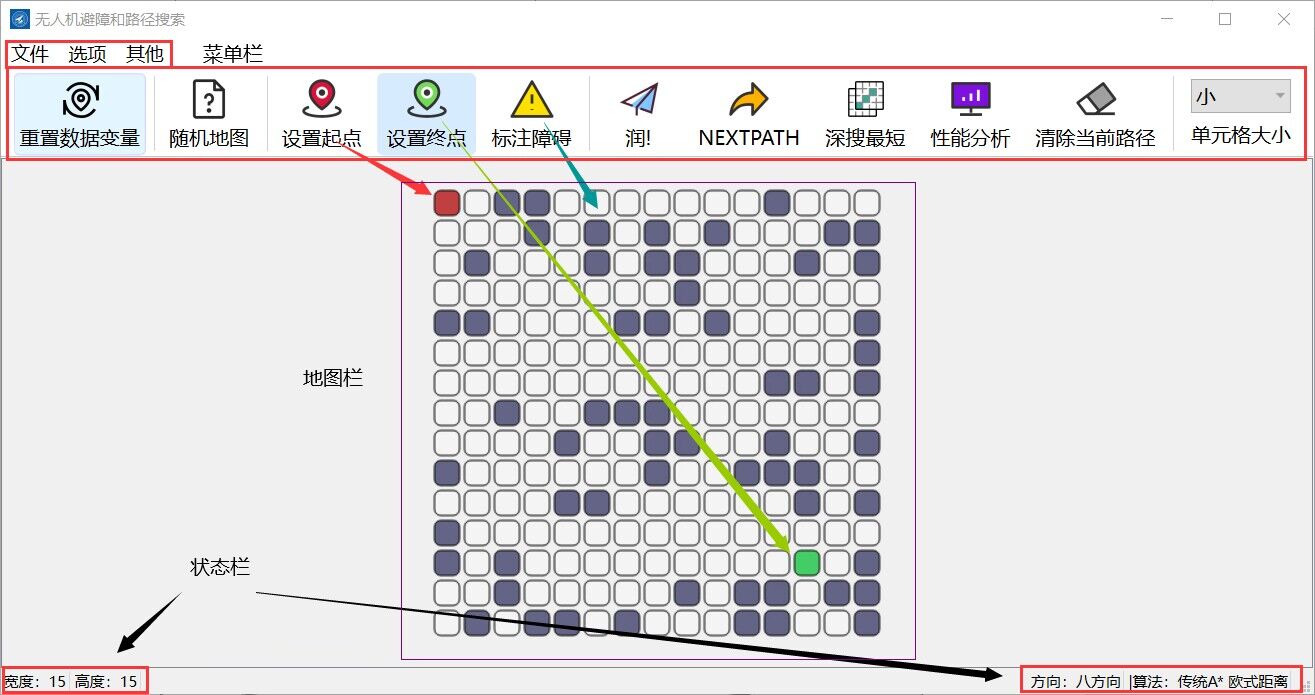 无人机避障和路径搜索
文件 选项 其他 菜单栏
小
重置数据变量 随机地图 设置起点 设置终点 标注障碍 润! NEXTPATH 深搜最短 性能分析 清除当前路径 单元格大小
地图栏
状态栏
宽度：15 高度：15 方向：八方向 |算法：传统A* 欧式距离